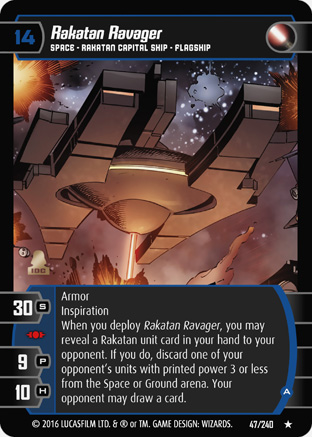 14 Rakatan Ravager
SPACE • RAKATAN CAPITAL SHIP • FLAGSHIP
IDC
30 S
9 P
10 H
Armor
Inspiration
When you deploy Rakatan Ravager, you may
reveal a Rakatan unit card in your hand to your
opponent. If you do, discard one of your
opponent's units with printed power 3 or less
from the Space or Ground arena. Your
opponent may draw a card.
A
© 2016 LUCASFILM LTD. & ® or TM. GAME DESIGN: WIZARDS. 47/240 ★